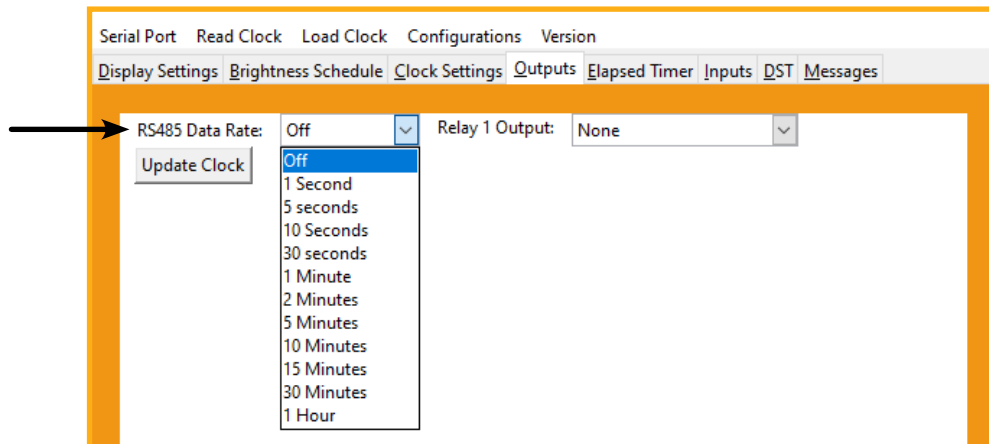 Serial Port Read Clock Load Clock Configurations Version
Display Settings Brightness Schedule Clock Settings Outputs Elapsed Timer Inputs DST Messages
RS485 Data Rate: Off Relay 1 Output: None
Update Clock
Off
1 Second
5 seconds
10 Seconds
30 seconds
1 Minute
2 Minutes
5 Minutes
10 Minutes
15 Minutes
30 Minutes
1 Hour